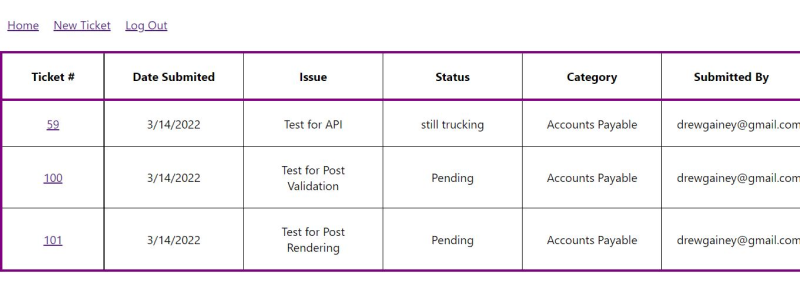 Home New Ticket Log Out
Ticket # Date Submited Issue Status Category Submitted By
59 3/14/2022 Test for API still trucking Accounts Payable drewgainey@gmail.com
100 3/14/2022 Test for Post Validation Pending Accounts Payable drewgainey@gmail.com
101 3/14/2022 Test for Post Rendering Pending Accounts Payable drewgainey@gmail.com